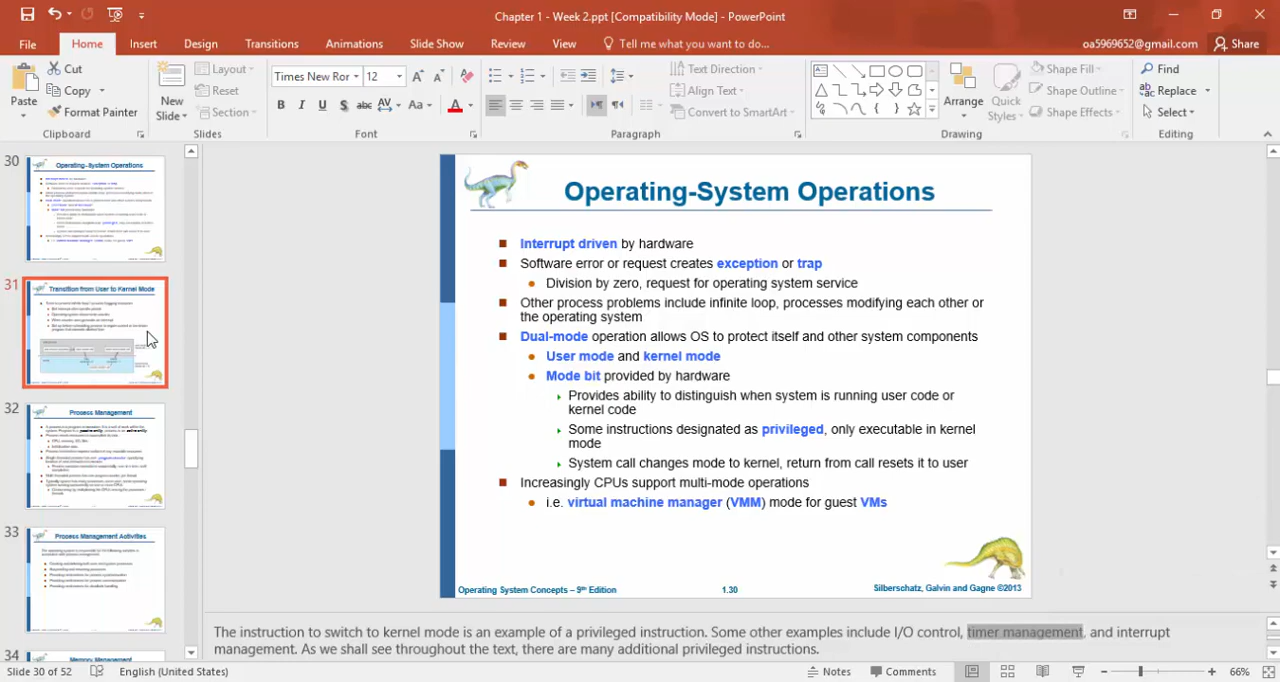 Chapter 1 - Week 2.ppt [Compatibility Mode] - PowerPoint
File Home Insert Design Transitions Animations Slide Show Review View Tell me what you want to do... oa5969652@gmail.com Share
Cut
Copy
Format Painter
Paste
Clipboard
New
Slide
Layout
Reset
Section
Slides
Times New Ror 12
B I U S abc AV Aa A
Font
Text Direction
Align Text
Convert to SmartArt
Paragraph
Arrange
Quick
Styles
Shape Fill
Shape Outline
Shape Effects
Drawing
Find
Replace
Select
Editing
30
Operating-System Operations
31
Transition from User to Kernel Mode
32
Process Management
33
Process Management Activities
34
Operating-System Operations
Interrupt driven by hardware
Software error or request creates exception or trap
Division by zero, request for operating system service
Other process problems include infinite loop, processes modifying each other or
the operating system
Dual-mode operation allows OS to protect itself and other system components
User mode and kernel mode
Mode bit provided by hardware
Provides ability to distinguish when system is running user code or
kernel code
Some instructions designated as privileged, only executable in kernel
mode
System call changes mode to kernel, return from call resets it to user
Increasingly CPUs support multi-mode operations
i.e. virtual machine manager (VMM) mode for guest VMs
Operating System Concepts – 9th Edition 1.30 Silberschatz, Galvin and Gagne ©2013
The instruction to switch to kernel mode is an example of a privileged instruction. Some other examples include I/O control, timer management, and interrupt
management. As we shall see throughout the text, there are many additional privileged instructions.
Slide 30 of 52 English (United States) Notes Comments 66%